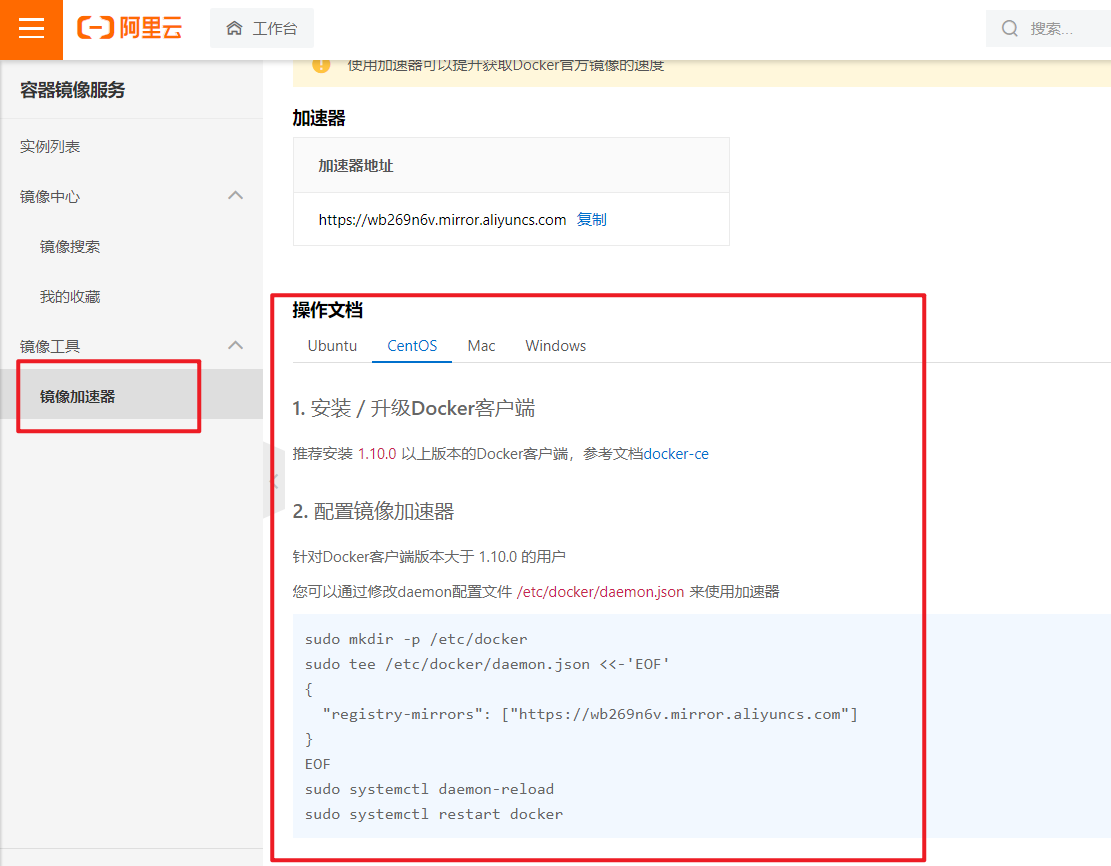 阿里云
工作台
搜索...
容器镜像服务
实例列表
镜像中心
镜像搜索
我的收藏
镜像工具
镜像加速器
使用加速器可以提升获取Docker官方镜像的速度
加速器
加速器地址
https://wb269n6v.mirror.aliyuncs.com 复制
操作文档
Ubuntu CentOS Mac Windows
1. 安装 / 升级Docker客户端
推荐安装 1.10.0 以上版本的Docker客户端，参考文档docker-ce
2. 配置镜像加速器
针对Docker客户端版本大于 1.10.0 的用户
您可以通过修改daemon配置文件 /etc/docker/daemon.json 来使用加速器
sudo mkdir -p /etc/docker
sudo tee /etc/docker/daemon.json <<-'EOF'
{
  "registry-mirrors": ["https://wb269n6v.mirror.aliyuncs.com"]
}
EOF
sudo systemctl daemon-reload
sudo systemctl restart docker